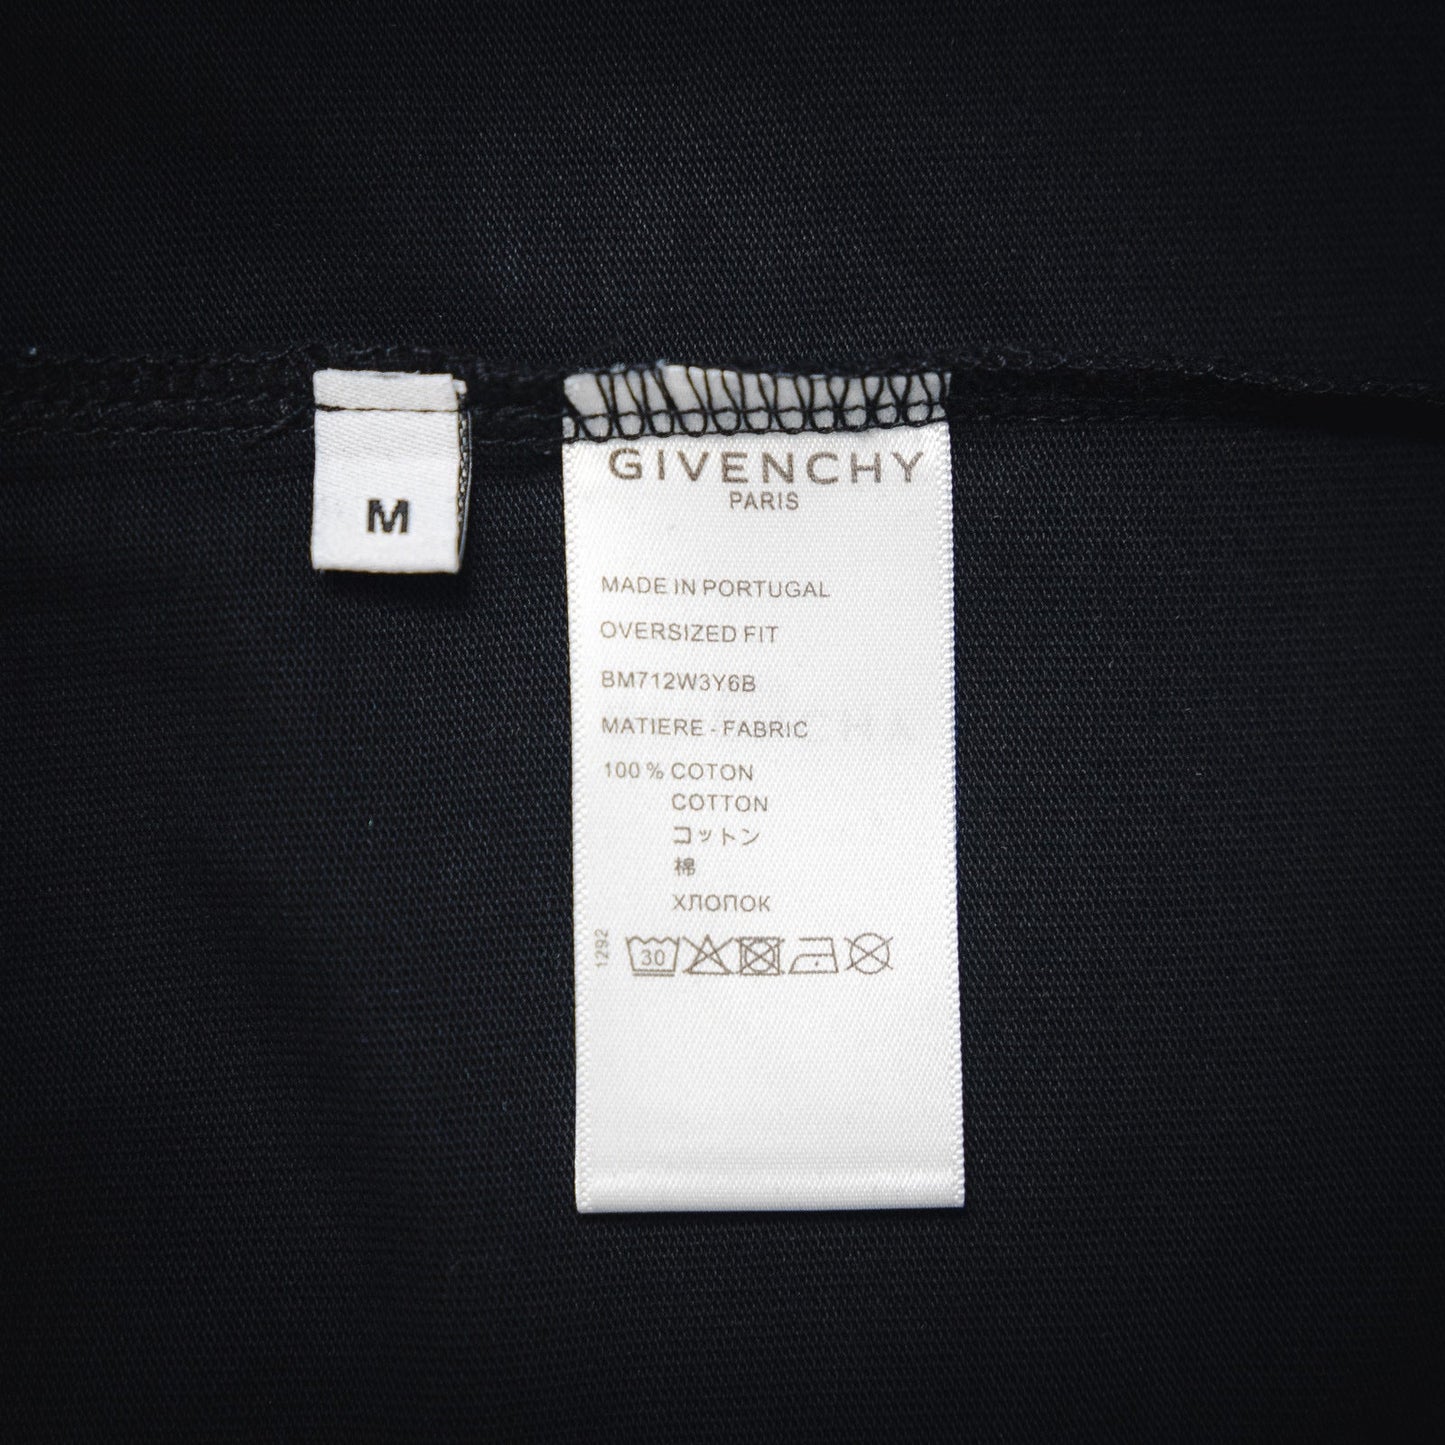 M
GIVENCHY
PARIS
MADE IN PORTUGAL
OVERSIZED FIT
BM712W3Y6B
MATIERE - FABRIC
100 % COTON
COTTON
コットン
棉
ХЛОПОК
1292
30